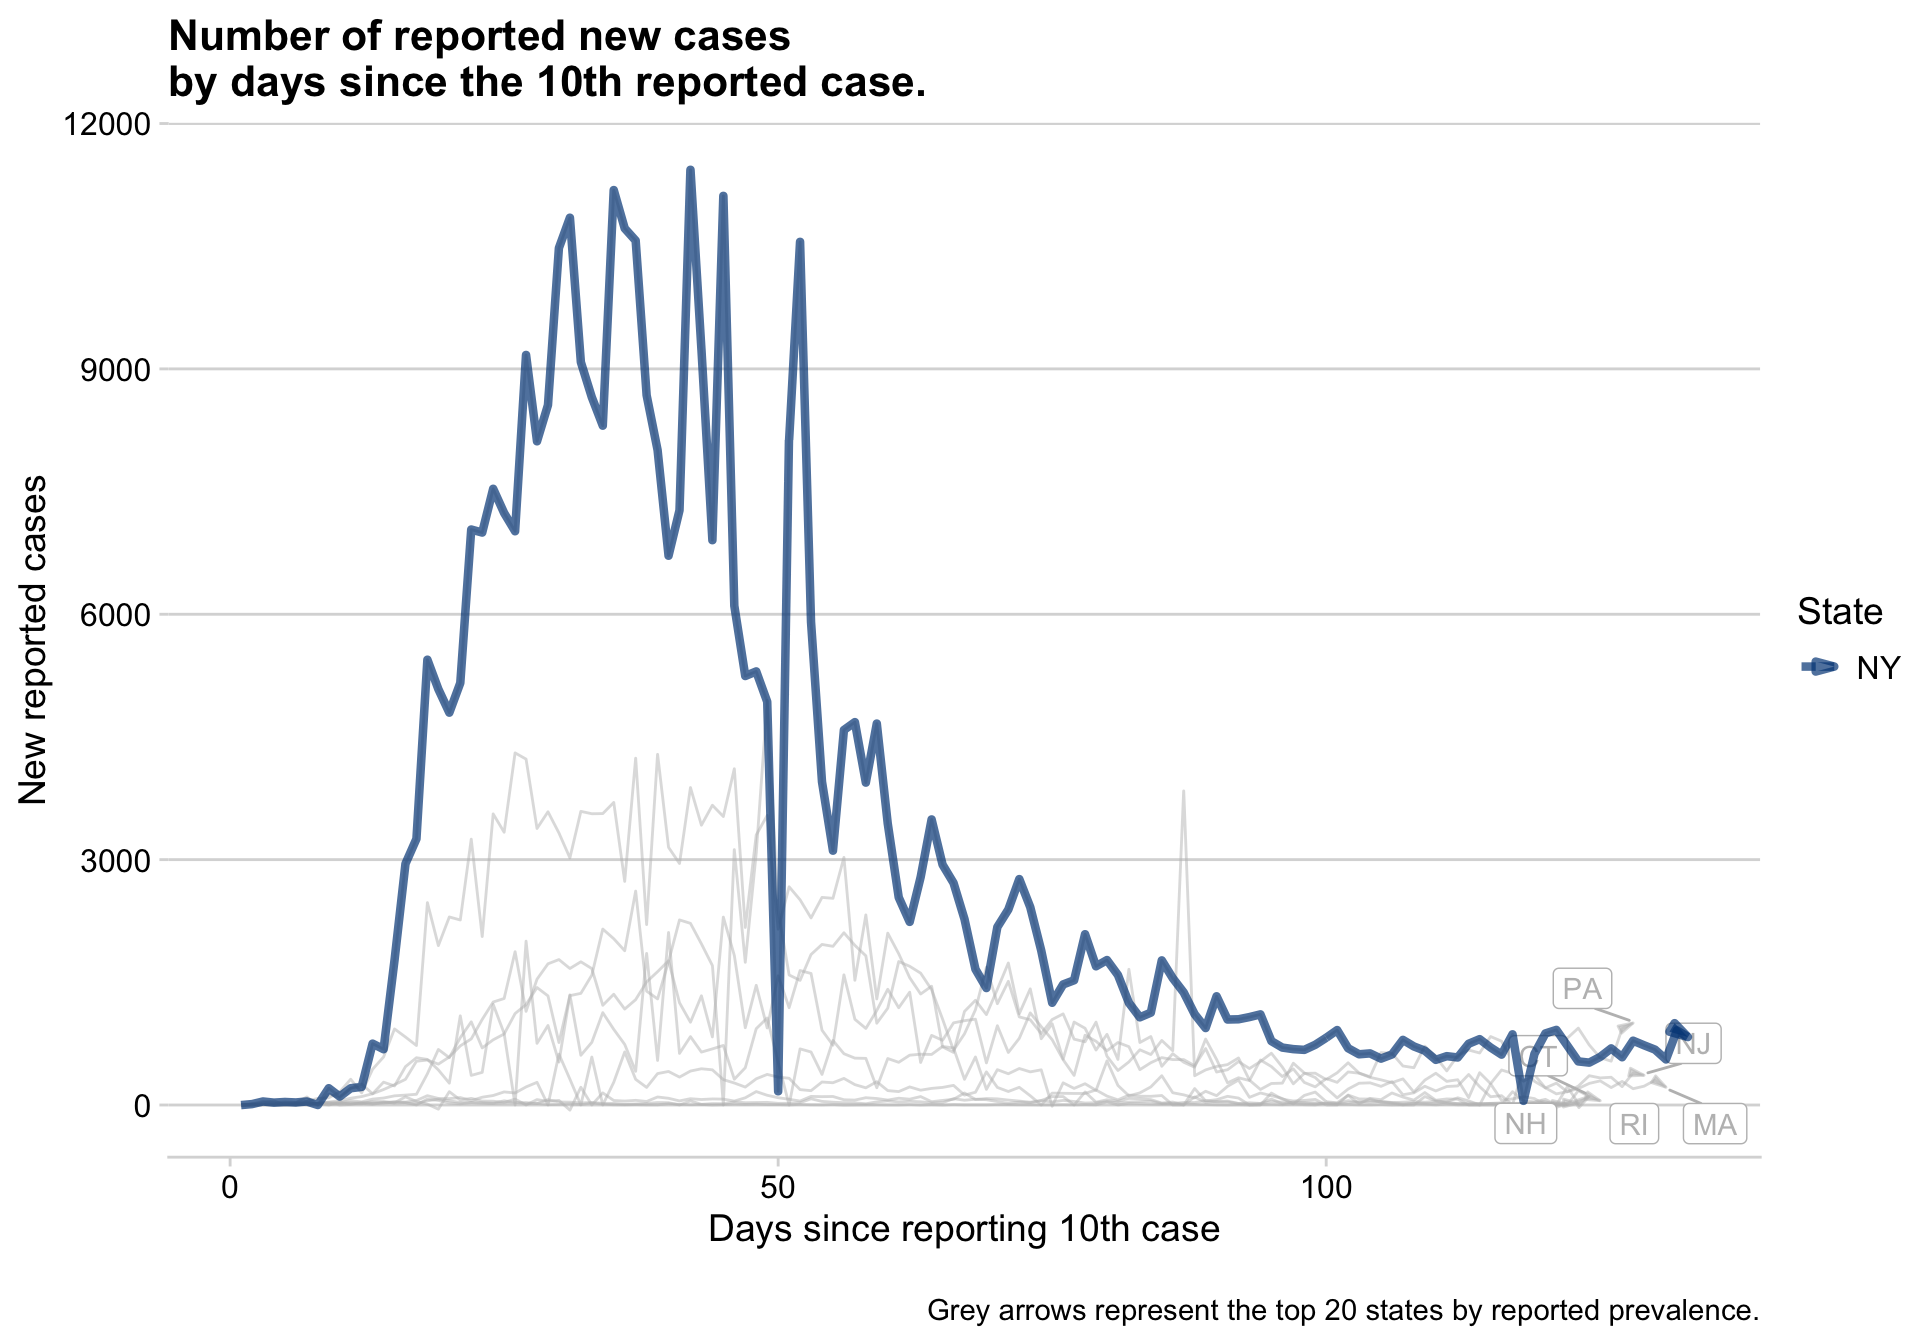 Number of reported new cases
by days since the 10th reported case.
12000
9000
6000
3000
0
New reported cases
State
NY
PA
CT
NJ
NH
RI
MA
0
50
100
Days since reporting 10th case
Grey arrows represent the top 20 states by reported prevalence.